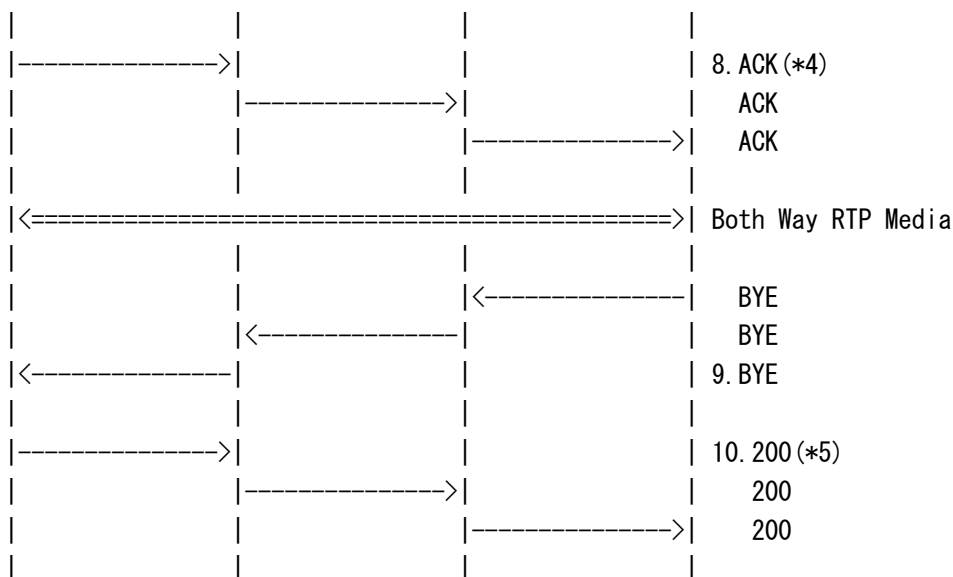 8.ACK(*4)
ACK
ACK
Both Way RTP Media
BYE
BYE
9.BYE
10.200(*5)
200
200